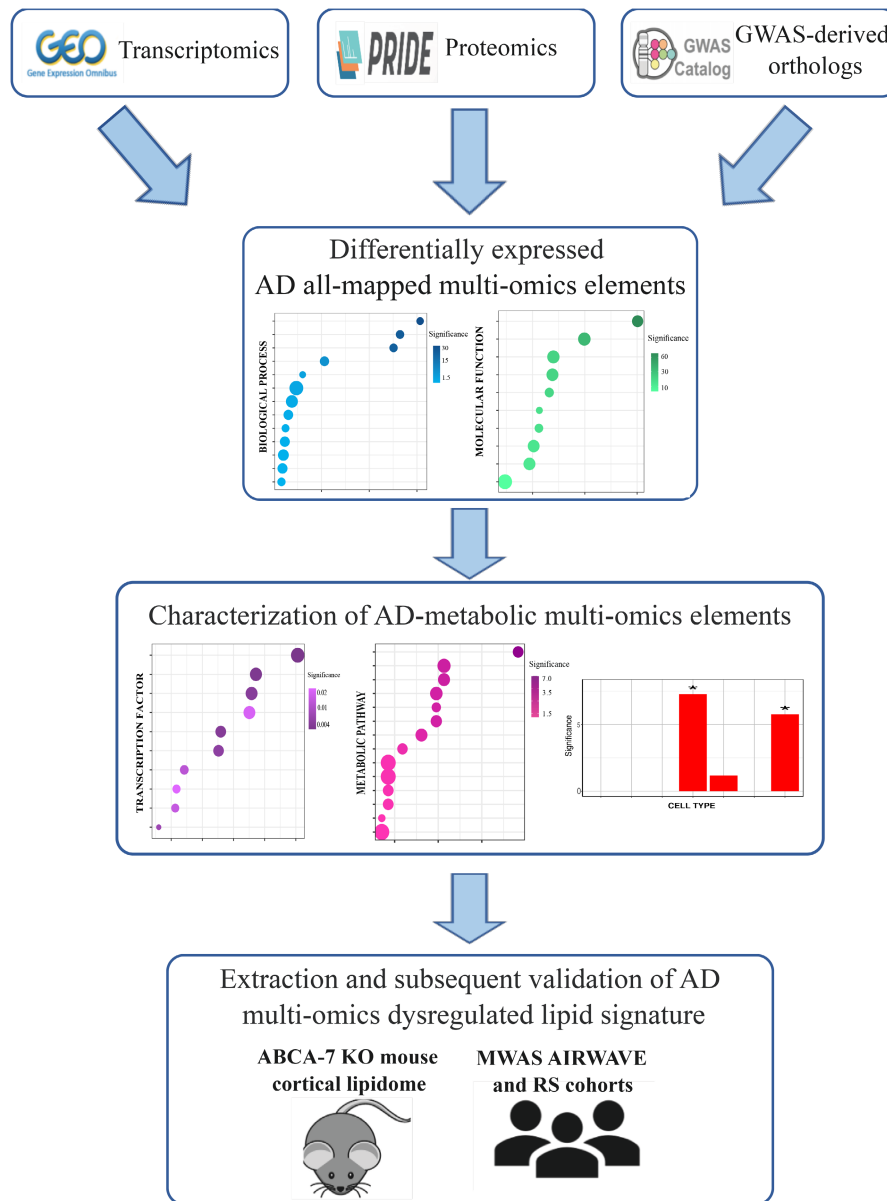 GEO
Gene Expression Omnibus
Transcriptomics
PRIDE
Proteomics
GWAS
Catalog
GWAS-derived
orthologs
Differentially expressed
AD all-mapped multi-omics elements
BIOLOGICAL PROCESS
Significance
30
15
1.5
MOLECULAR FUNCTION
Significance
60
30
10
Characterization of AD-metabolic multi-omics elements
TRANSCRIPTION FACTOR
Significance
0.02
0.01
0.004
METABOLIC PATHWAY
Significance
7.0
3.5
1.5
Significance
5
0
*
*
CELL TYPE
Extraction and subsequent validation of AD
multi-omics dysregulated lipid signature
ABCA-7 KO mouse
cortical lipidome
MWAS AIRWAVE
and RS cohorts